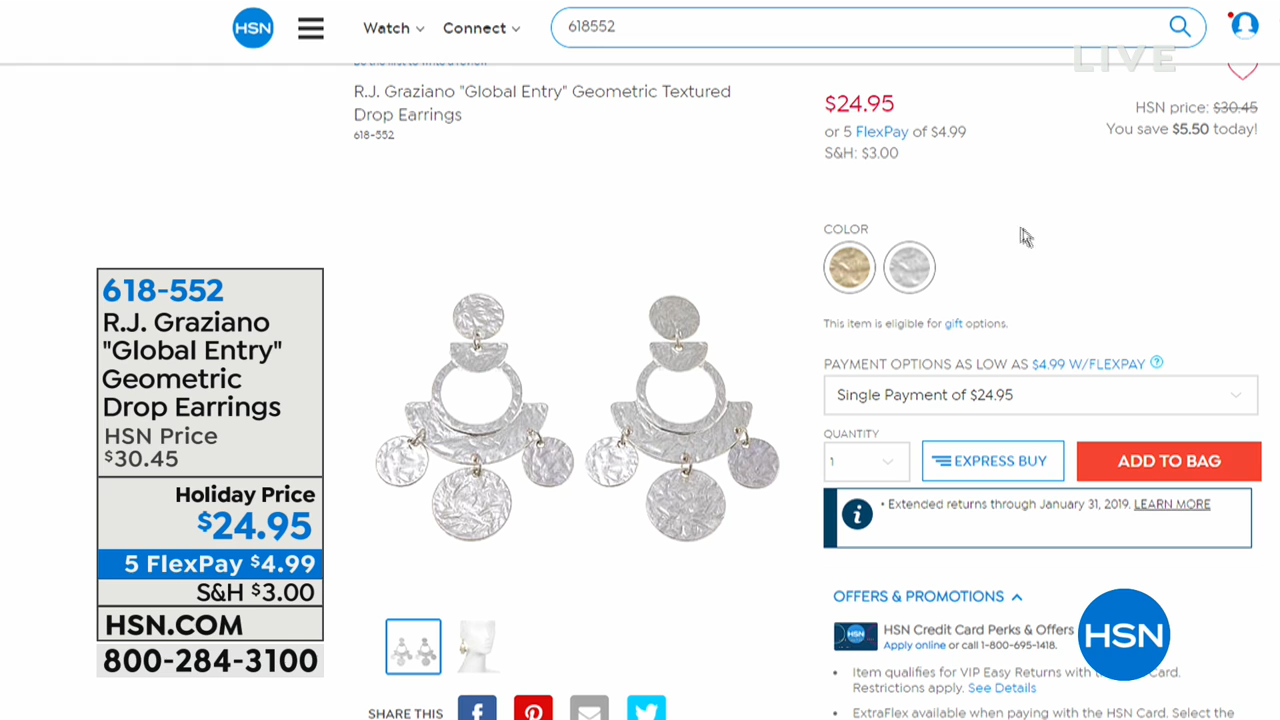 HSN
Watch
Connect
618552
LIVE
Be the first to write a review
R.J. Graziano "Global Entry" Geometric Textured
Drop Earrings
618-552
$24.95
HSN price: $30.45
or 5 FlexPay of $4.99
You save $5.50 today!
S&H: $3.00
COLOR
This item is eligible for gift options.
PAYMENT OPTIONS AS LOW AS $4.99 W/FLEXPAY ?
Single Payment of $24.95
QUANTITY
1
EXPRESS BUY
ADD TO BAG
i
• Extended returns through January 31, 2019. LEARN MORE
OFFERS & PROMOTIONS
HSN
HSN Credit Card Perks & Offers
Apply online or call 1-800-695-1418.
HSN
• Item qualifies for VIP Easy Returns with Card.
Restrictions apply. See Details
• ExtraFlex available when paying with the HSN Card. Select the
SHARE THIS
618-552
R.J. Graziano
"Global Entry"
Geometric
Drop Earrings
HSN Price
$30.45
Holiday Price
$24.95
5 FlexPay $4.99
S&H $3.00
HSN.COM
800-284-3100